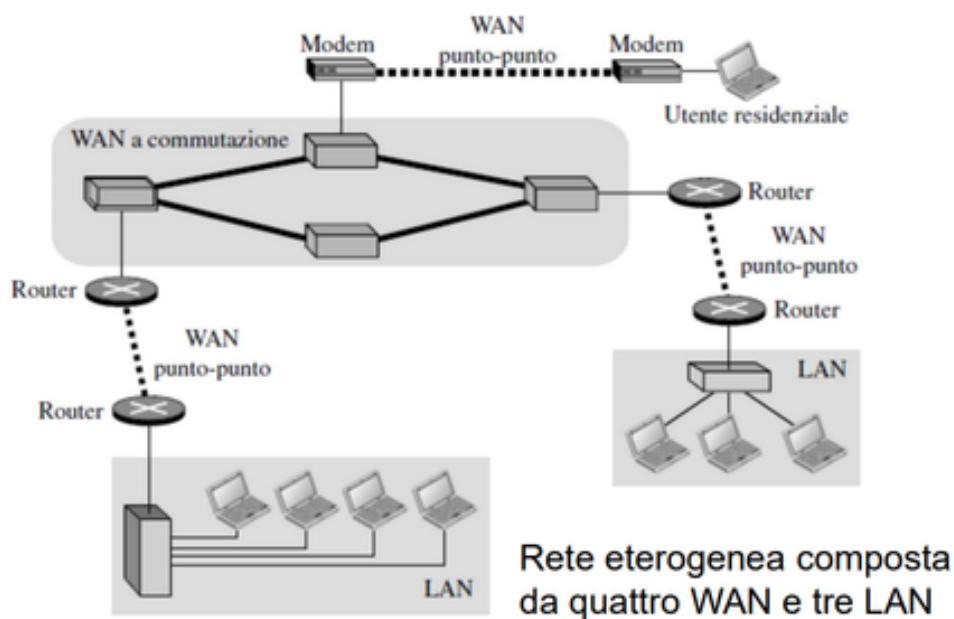 WAN
punto-punto
Modem
Modem
Utente residenziale
WAN a commutazione
Router
WAN
punto-punto
Router
Router
WAN
punto-punto
Router
LAN
LAN
Rete eterogenea composta
da quattro WAN e tre LAN